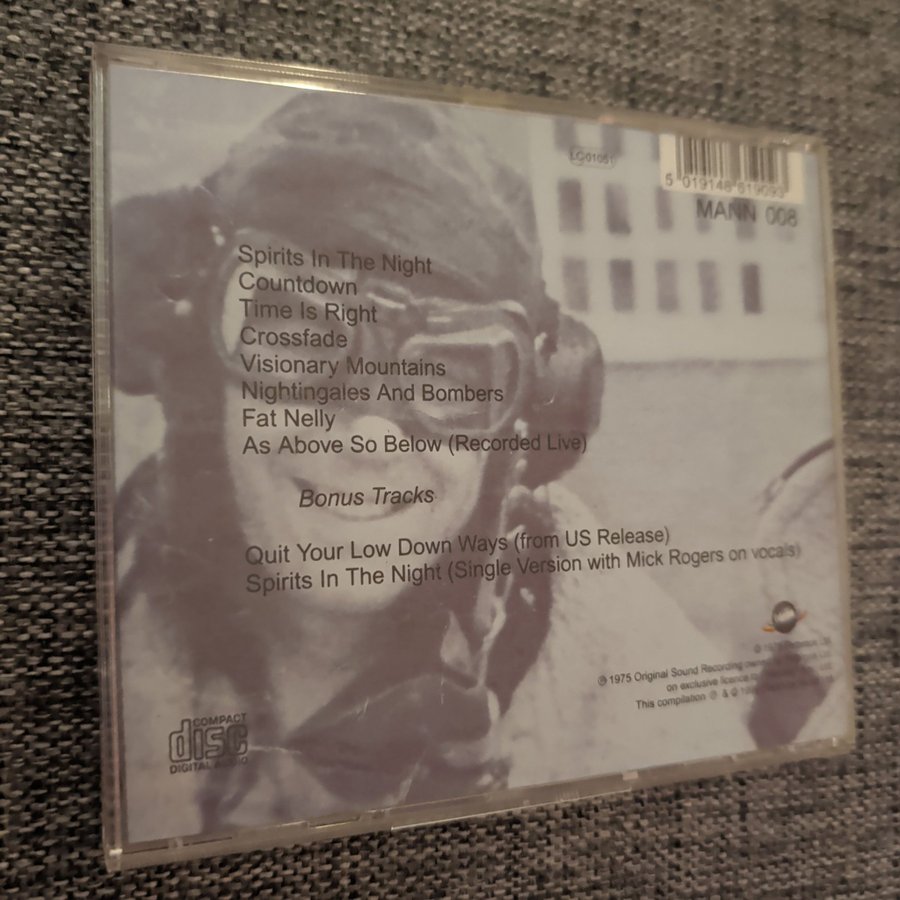 LC01051
5 019148 619093
MANN 008
Spirits In The Night
Countdown
Time Is Right
Crossfade
Visionary Mountains
Nightingales And Bombers
Fat Nelly
As Above So Below (Recorded Live)
Bonus Tracks
Quit Your Low Down Ways (from US Release)
Spirits In The Night (Single Version with Mick Rogers on vocals)
℗ 1975 Original Sound Recording
on exclusive licence
This compilation ℗ & ©
COMPACT
disc
DIGITAL AUDIO